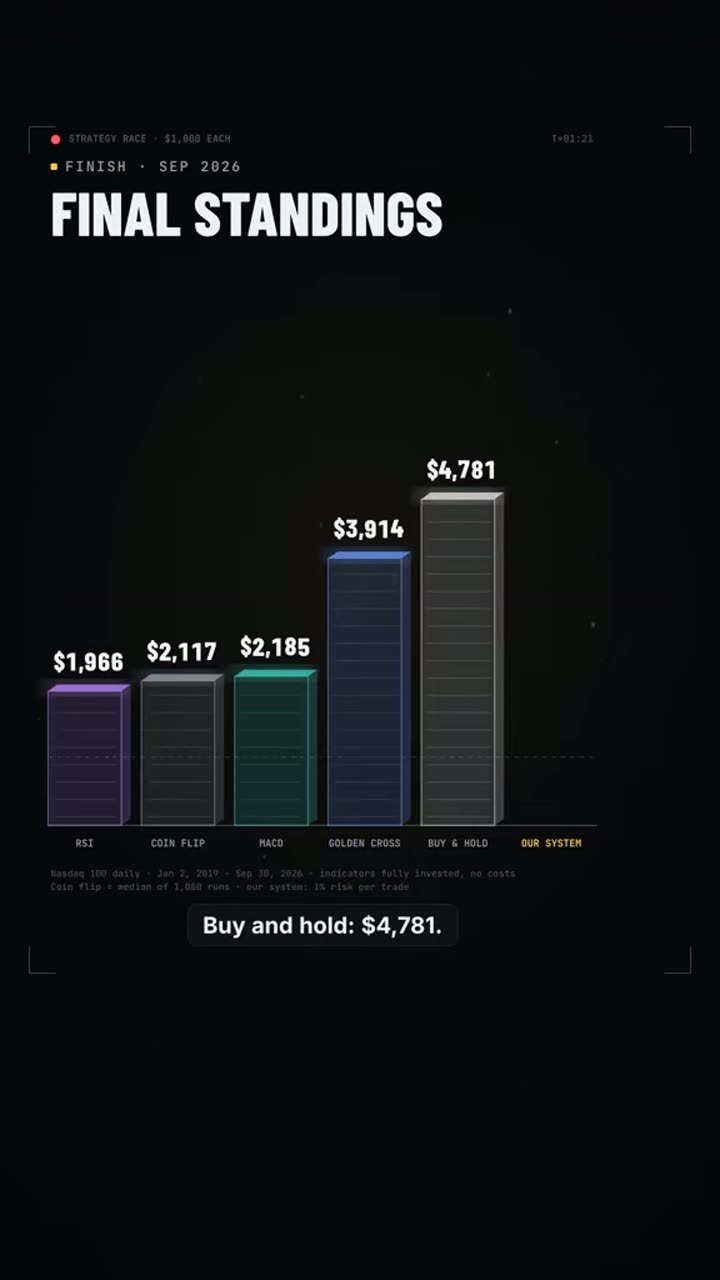 STRATEGY RACE · $1,000 EACH
T+01:21
FINISH · SEP 2026
FINAL STANDINGS
$4,781
$3,914
$2,185
$2,117
$1,966
RSI COIN FLIP MACD GOLDEN CROSS BUY & HOLD OUR SYSTEM
Nasdaq 100 daily · Jan 2, 2019 – Sep 30, 2026 · indicators fully invested, no costs
Coin flip = median of 1,000 runs · our system: 1% risk per trade
Buy and hold: $4,781.